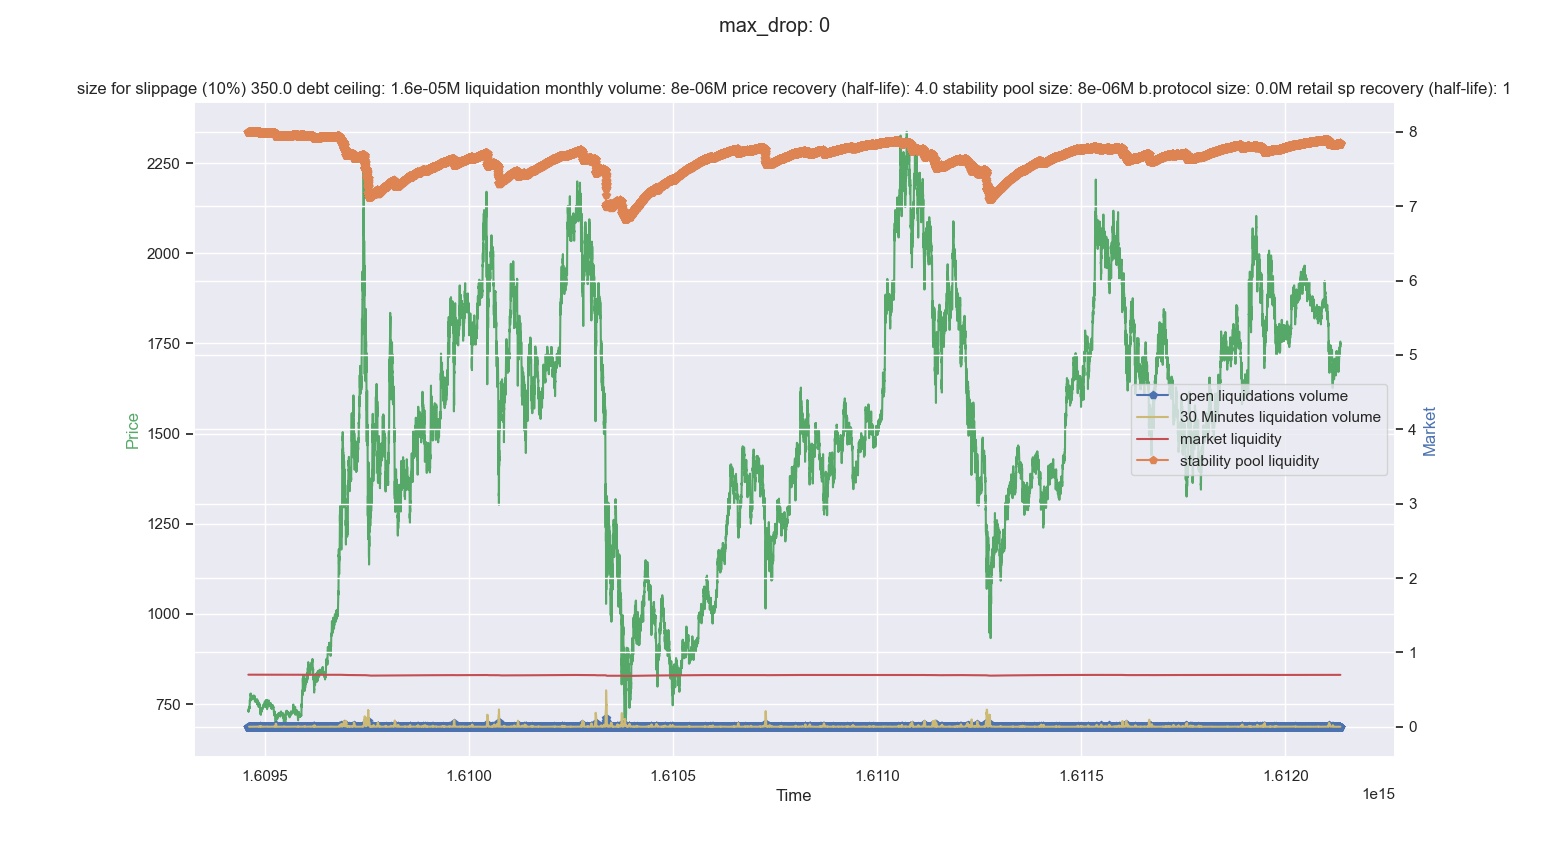 max_drop: 0
size for slippage (10%) 350.0 debt ceiling: 1.6e-05M liquidation monthly volume: 8e-06M price recovery (half-life): 4.0 stability pool size: 8e-06M b.protocol size: 0.0M retail sp recovery (half-life): 1
2250
2000
1750
1500
1250
1000
750
Price
8
7
6
5
4
3
2
1
0
Market
open liquidations volume
30 Minutes liquidation volume
market liquidity
stability pool liquidity
1.6095 1.6100 1.6105 1.6110 1.6115 1.6120
Time
1e15